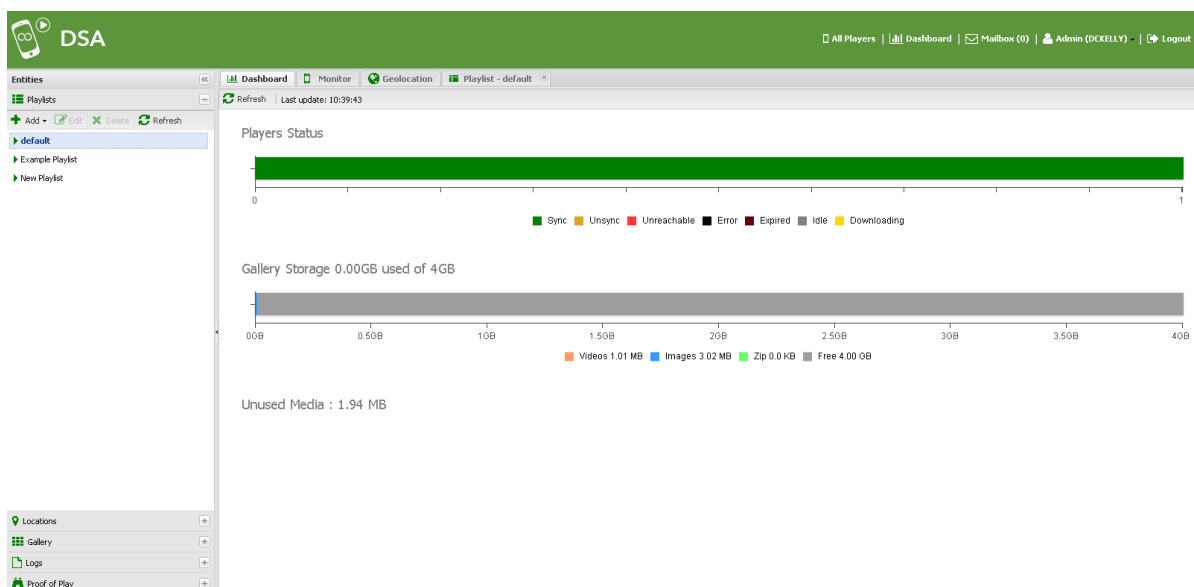 DSA
All Players | Dashboard | Mailbox (0) | Admin (DCKELLY) | Logout
Entities
Playlists
Add Edit Delete Refresh
default
Example Playlist
New Playlist
Locations
Gallery
Logs
Proof of Play
Dashboard Monitor Geolocation Playlist - default
Refresh Last update: 10:39:43
Players Status
0 1
Sync Unsync Unreachable Error Expired Idle Downloading
Gallery Storage 0.00GB used of 4GB
0GB 0.5GB 1GB 1.5GB 2GB 2.5GB 3GB 3.5GB 4GB
Videos 1.01 MB Images 3.02 MB Zip 0.0 KB Free 4.00 GB
Unused Media : 1.94 MB